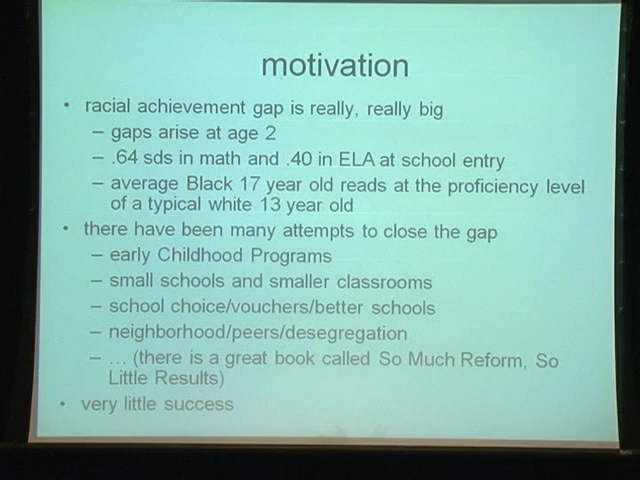 motivation
• racial achievement gap is really, really big
– gaps arise at age 2
– .64 sds in math and .40 in ELA at school entry
– average Black 17 year old reads at the proficiency level
of a typical white 13 year old
• there have been many attempts to close the gap
– early Childhood Programs
– small schools and smaller classrooms
– school choice/vouchers/better schools
– neighborhood/peers/desegregation
– … (there is a great book called So Much Reform, So
Little Results)
• very little success